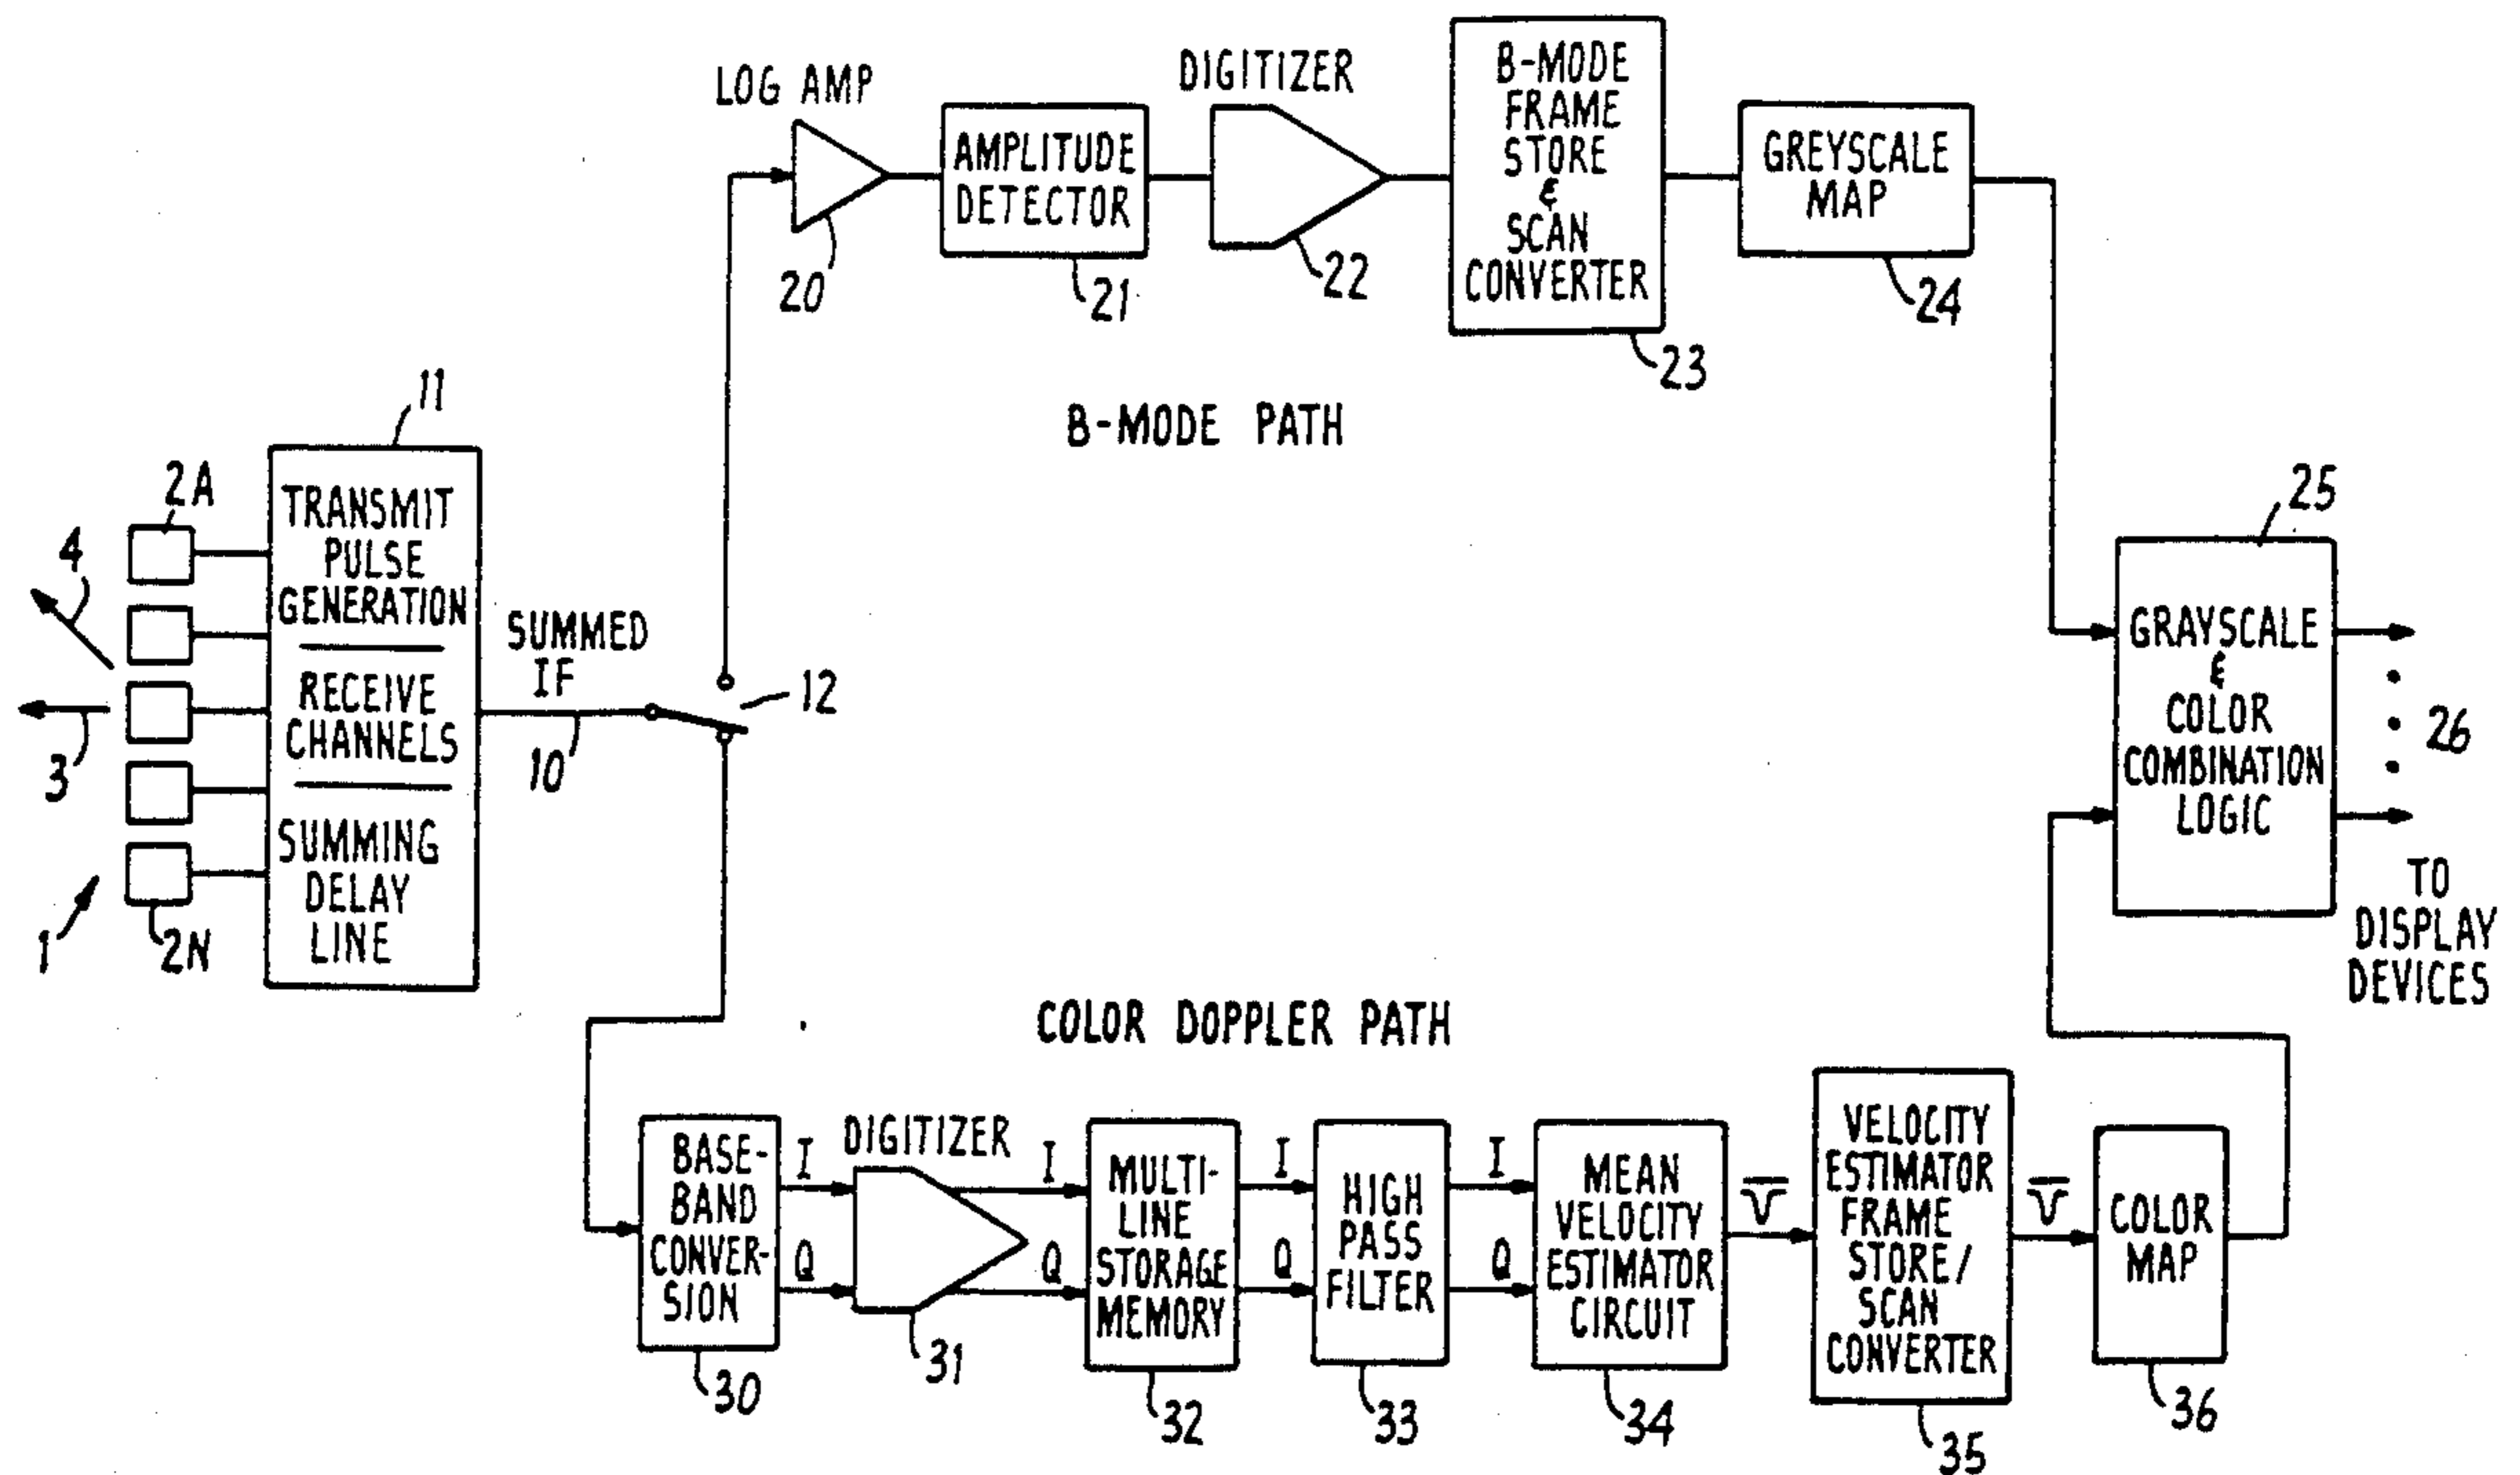 LOG AMP
20
AMPLITUDE
DETECTOR
21
DIGITIZER
22
B-MODE
FRAME
STORE
&
SCAN
CONVERTER
23
GREYSCALE
MAP
24
B-MODE PATH
11
2A
4
3
1
2N
TRANSMIT
PULSE
GENERATION
RECEIVE
CHANNELS
SUMMING
DELAY
LINE
SUMMED
IF
10
12
25
GRAYSCALE
&
COLOR
COMBINATION
LOGIC
26
TO
DISPLAY
DEVICES
COLOR DOPPLER PATH
BASE-
BAND
CONVER-
SION
30
I
Q
DIGITIZER
31
I
Q
MULTI-
LINE
STORAGE
MEMORY
32
I
Q
HIGH
PASS
FILTER
33
I
Q
MEAN
VELOCITY
ESTIMATOR
CIRCUIT
34
V̅
VELOCITY
ESTIMATOR
FRAME
STORE/
SCAN
CONVERTER
35
V̅
COLOR
MAP
36